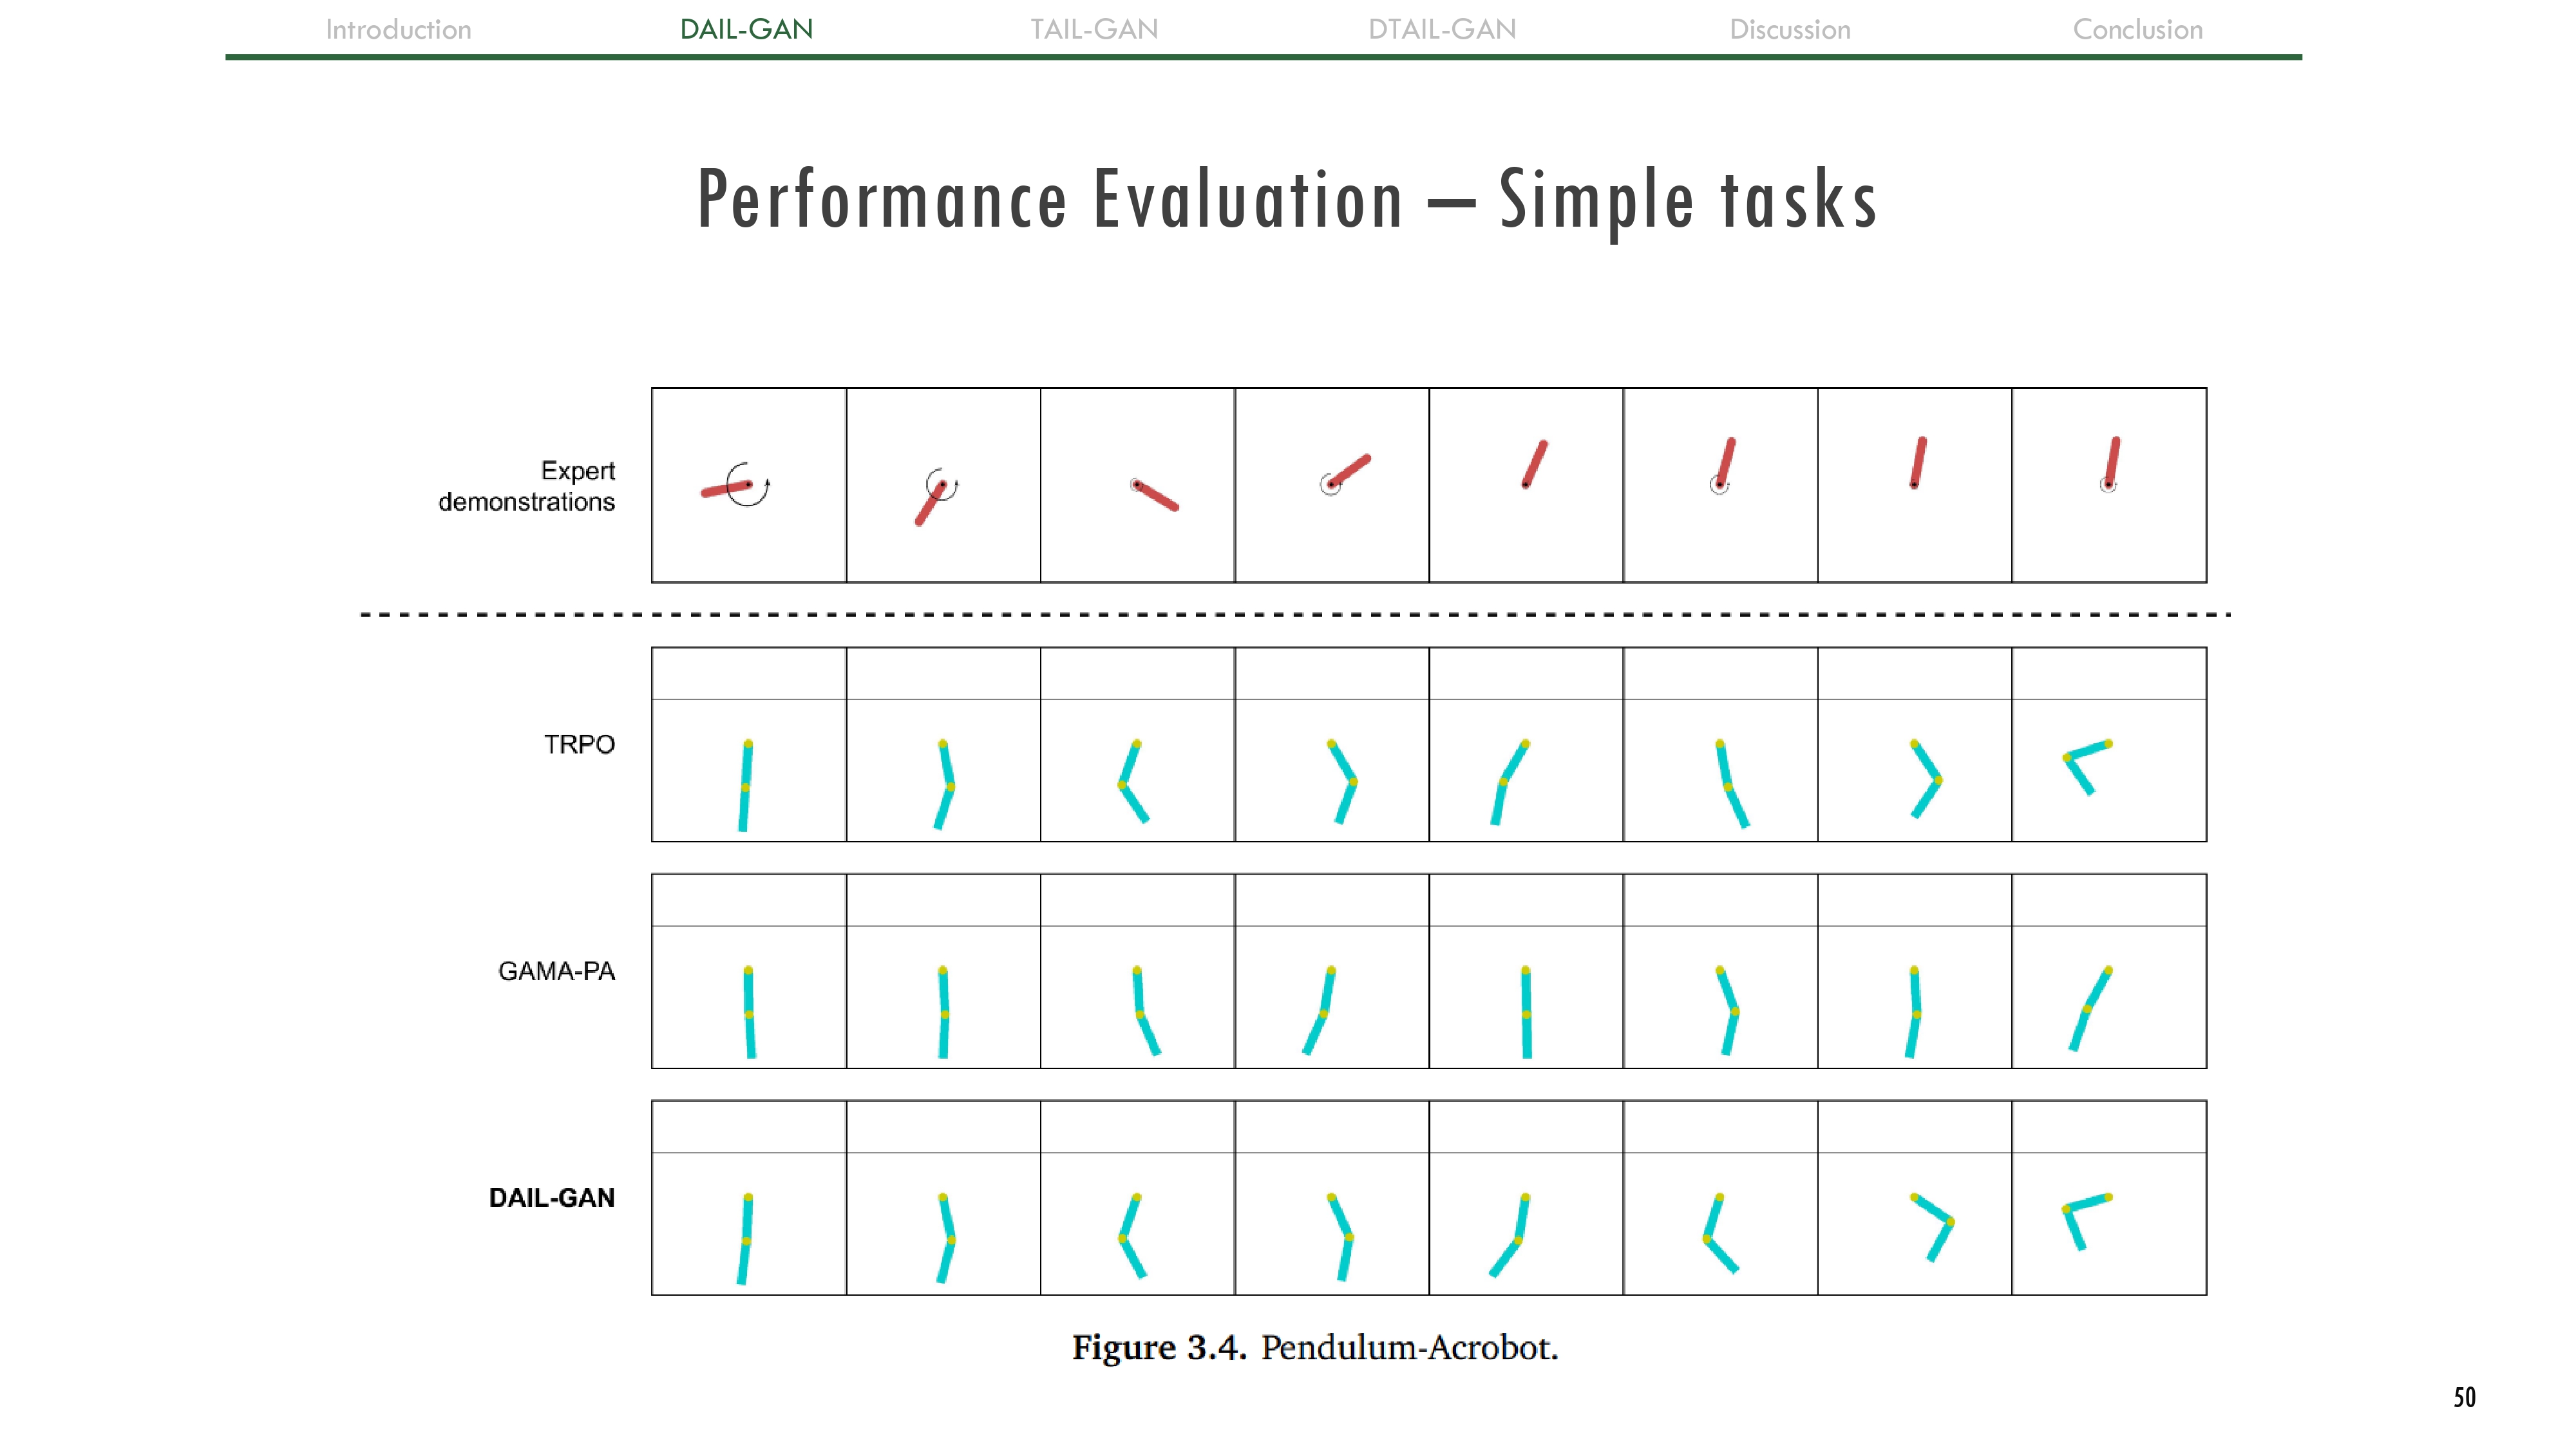 Introduction DAIL-GAN TAIL-GAN DTAIL-GAN Discussion Conclusion
Performance Evaluation – Simple tasks
Expert
demonstrations
TRPO
GAMA-PA
DAIL-GAN
Figure 3.4. Pendulum-Acrobot.
50